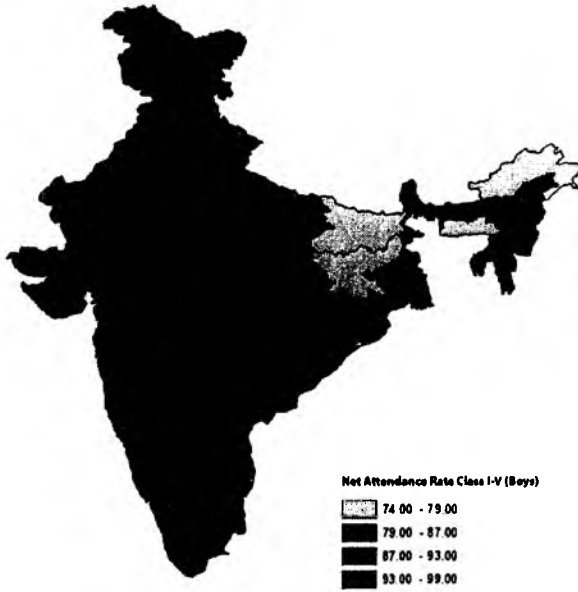 Net Attendance Rate Class I-V (Boys)
74.00 - 79.00
79.00 - 87.00
87.00 - 93.00
93.00 - 99.00